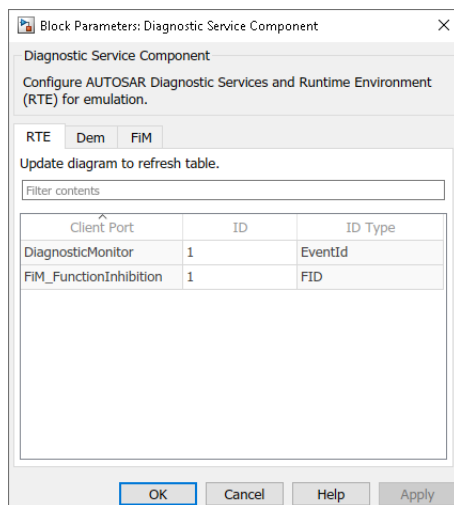 Block Parameters: Diagnostic Service Component
Diagnostic Service Component
Configure AUTOSAR Diagnostic Services and Runtime Environment
(RTE) for emulation.
RTE Dem FiM
Update diagram to refresh table.
Filter contents
Client Port ID ID Type
DiagnosticMonitor 1 EventId
FiM_FunctionInhibition 1 FID
OK Cancel Help Apply